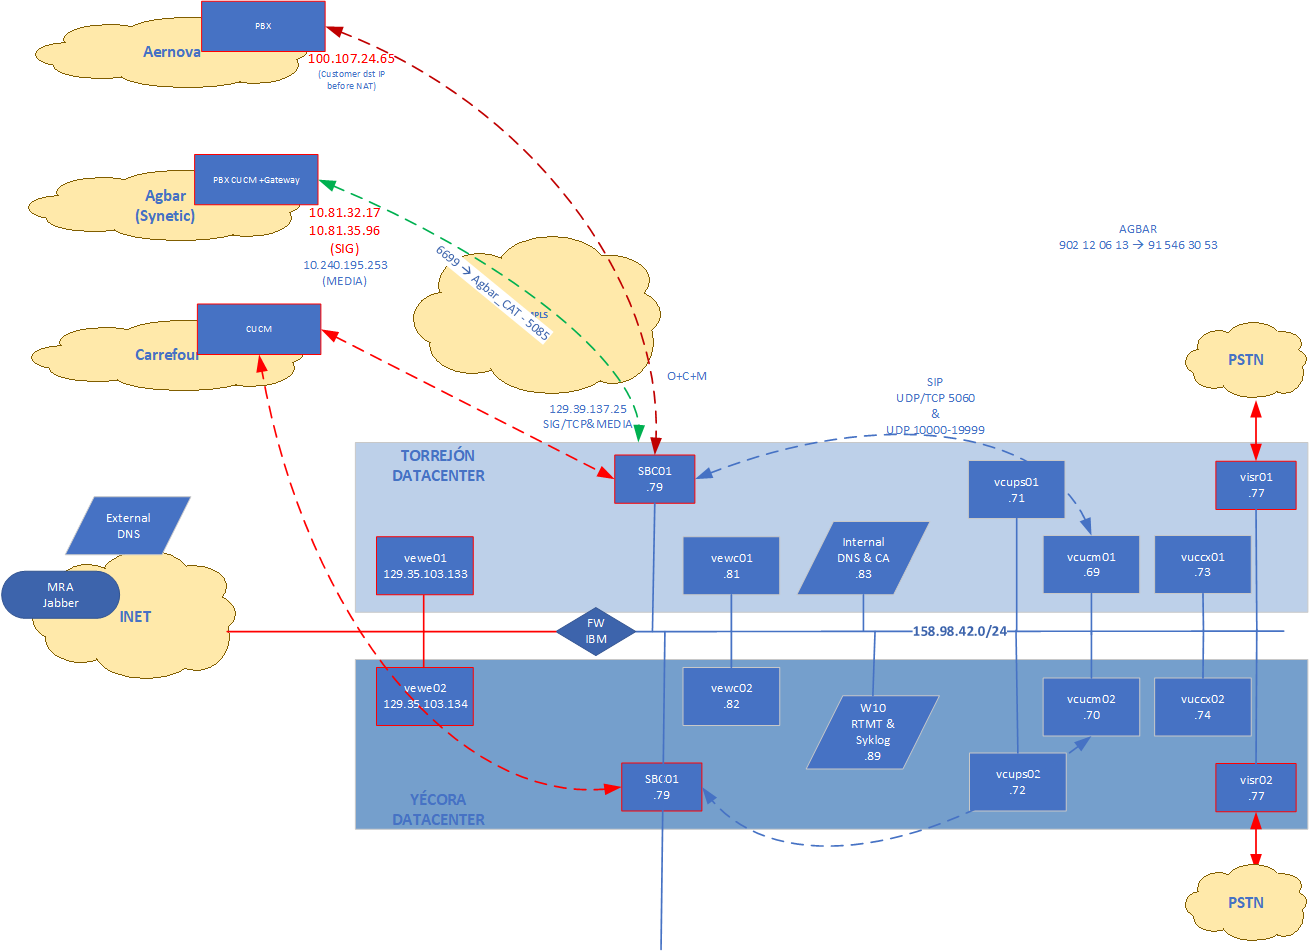 PBX
Aernova
100.107.24.65
(Customer dst IP
before NAT)
PBX CUCM +Gateway
Agbar
(Synetic)
10.81.32.17
10.81.35.96
(SIG)
10.240.195.253
(MEDIA)
AGBAR
902 12 06 13 → 91 546 30 53
6699 → Agbar_CAT - 5085
MPLS
CUCM
Carrefour
PSTN
O+C+M
SIP
UDP/TCP 5060
&
UDP 10000-19999
129.39.137.25
SIG/TCP&MEDIA
TORREJÓN
DATACENTER
SBC01
.79
vcups01
.71
visr01
.77
External
DNS
MRA
Jabber
INET
vewe01
129.35.103.133
vewc01
.81
Internal
DNS & CA
.83
vcucm01
.69
vuccx01
.73
FW
IBM
158.98.42.0/24
vewe02
129.35.103.134
vewc02
.82
W10
RTMT &
Syklog
.89
vcucm02
.70
vuccx02
.74
SBC01
.79
vcups02
.72
visr02
.77
YÉCORA
DATACENTER
PSTN